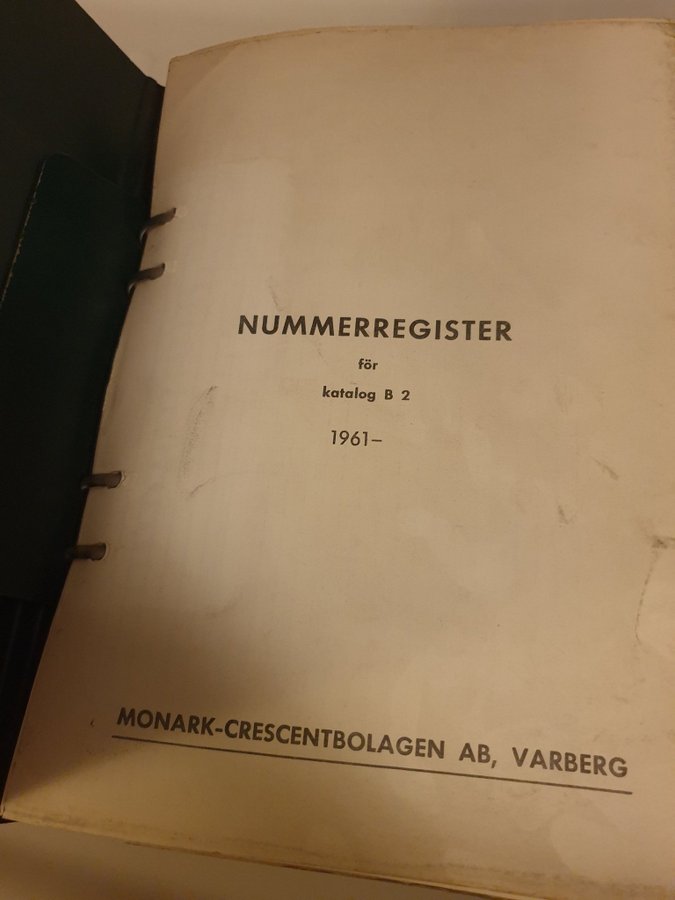 NUMMERREGISTER
för
katalog B 2
1961–
MONARK-CRESCENTBOLAGEN AB, VARBERG